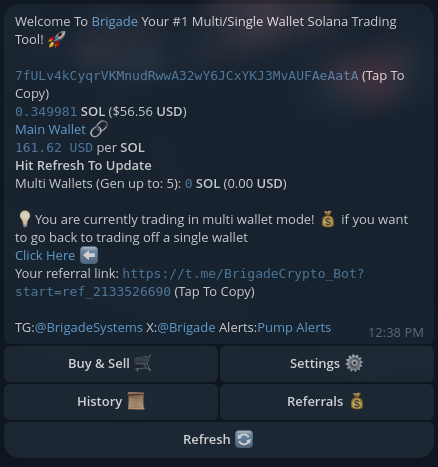 Welcome To Brigade Your #1 Multi/Single Wallet Solana Trading
Tool! 🚀
7fULv4kCyqrVKMnudRwwA32wY6JCxYKJ3MvAUFAeAatA (Tap To
Copy)
0.349981 SOL ($56.56 USD)
Main Wallet 🔗
161.62 USD per SOL
Hit Refresh To Update
Multi Wallets (Gen up to: 5): 0 SOL (0.00 USD)
💡You are currently trading in multi wallet mode! 💰 if you want
to go back to trading off a single wallet
Click Here ⬅️
Your referral link: https://t.me/BrigadeCrypto_Bot?
start=ref_2133526690 (Tap To Copy)
TG:@BrigadeSystems X:@Brigade Alerts:Pump Alerts
12:38 PM
Buy & Sell 🛒
Settings ⚙️
History 📜
Referrals 💰
Refresh 🔄